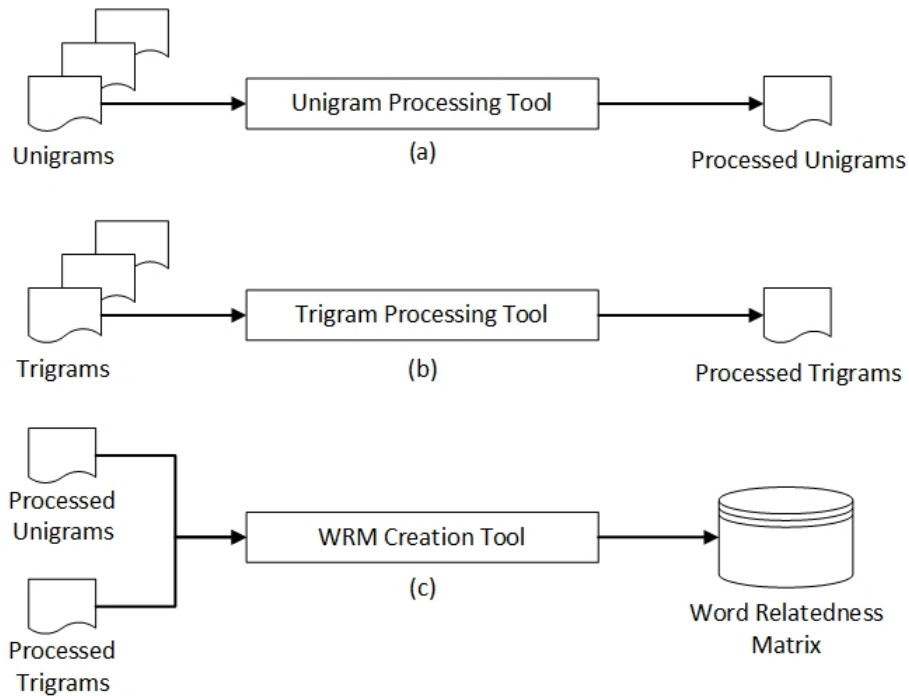 Unigram Processing Tool
Unigrams
(a)
Processed Unigrams
Trigram Processing Tool
Trigrams
(b)
Processed Trigrams
Processed
Unigrams
WRM Creation Tool
(c)
Word Relatedness
Matrix
Processed
Trigrams